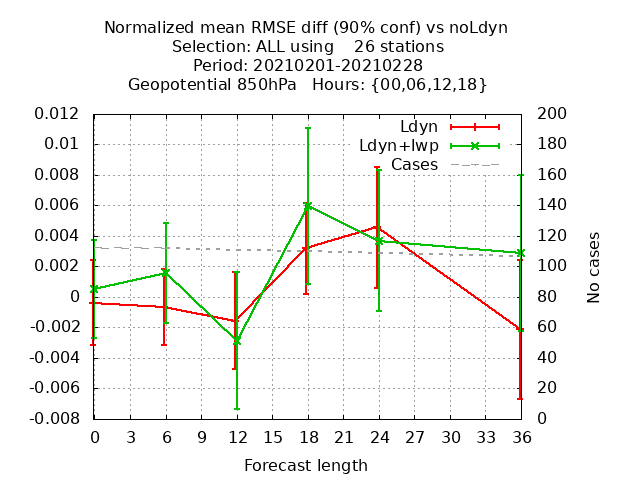 Normalized mean RMSE diff (90% conf) vs noLdyn
Selection: ALL using    26 stations
Period: 20210201-20210228
Geopotential 850hPa   Hours: {00,06,12,18}
0.012
0.01
0.008
0.006
0.004
0.002
0
-0.002
-0.004
-0.006
-0.008
Ldyn
Ldyn+lwp
Cases
200
180
160
140
120
100
80
60
40
20
0
No cases
0 3 6 9 12 15 18 21 24 27 30 33 36
Forecast length